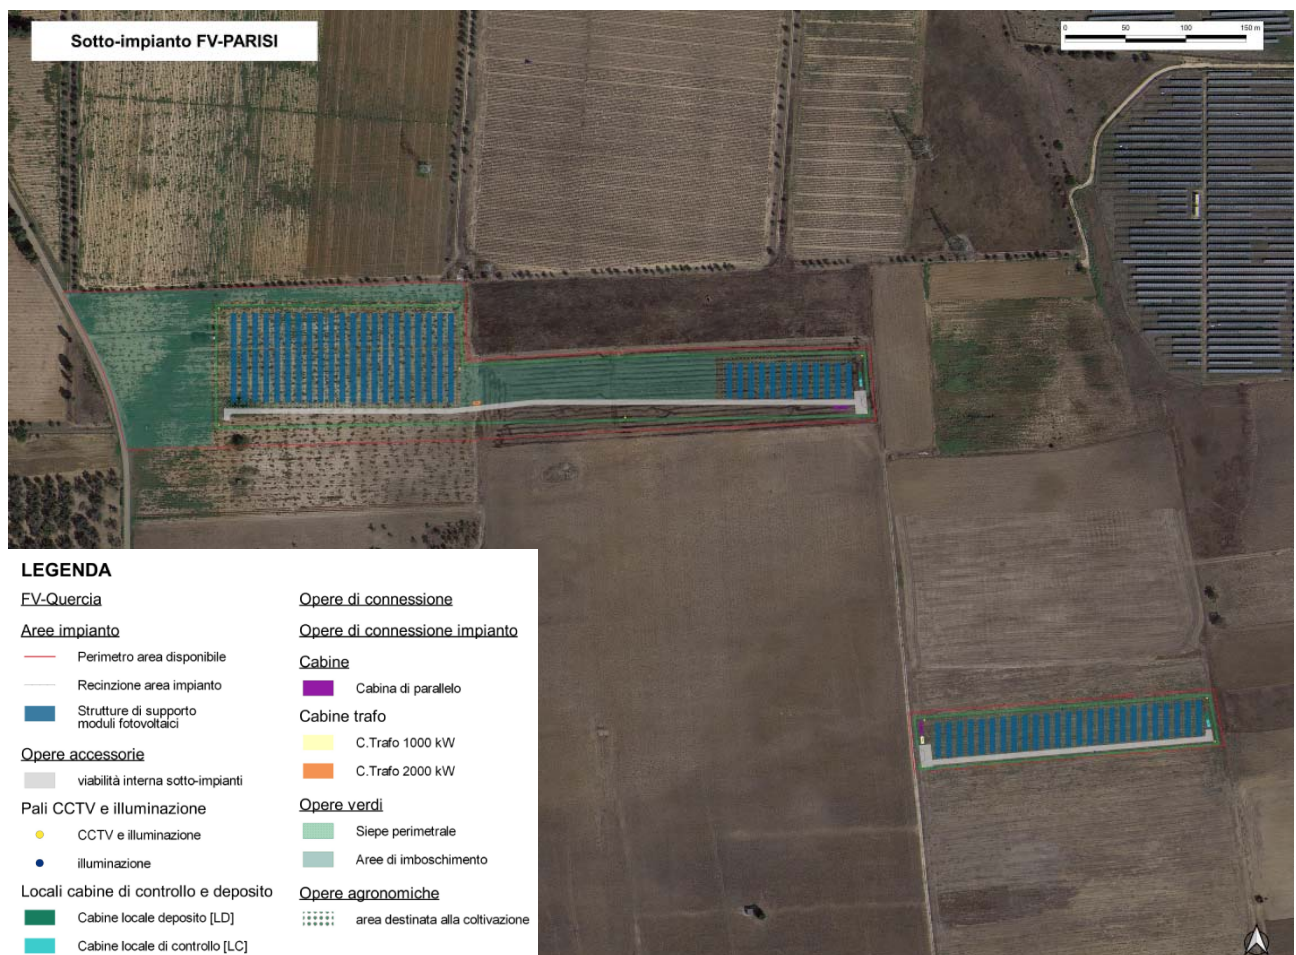 Sotto-impianto FV-PARISI
0 50 100 150 m
LEGENDA
FV-Quercia
Aree impianto
Perimetro area disponibile
Recinzione area impianto
Strutture di supporto
moduli fotovoltaici
Opere accessorie
viabilità interna sotto-impianti
Pali CCTV e illuminazione
CCTV e illuminazione
illuminazione
Locali cabine di controllo e deposito
Cabine locale deposito [LD]
Cabine locale di controllo [LC]
Opere di connessione
Opere di connessione impianto
Cabine
Cabina di parallelo
Cabine trafo
C.Trafo 1000 kW
C.Trafo 2000 kW
Opere verdi
Siepe perimetrale
Aree di imboschimento
Opere agronomiche
area destinata alla coltivazione